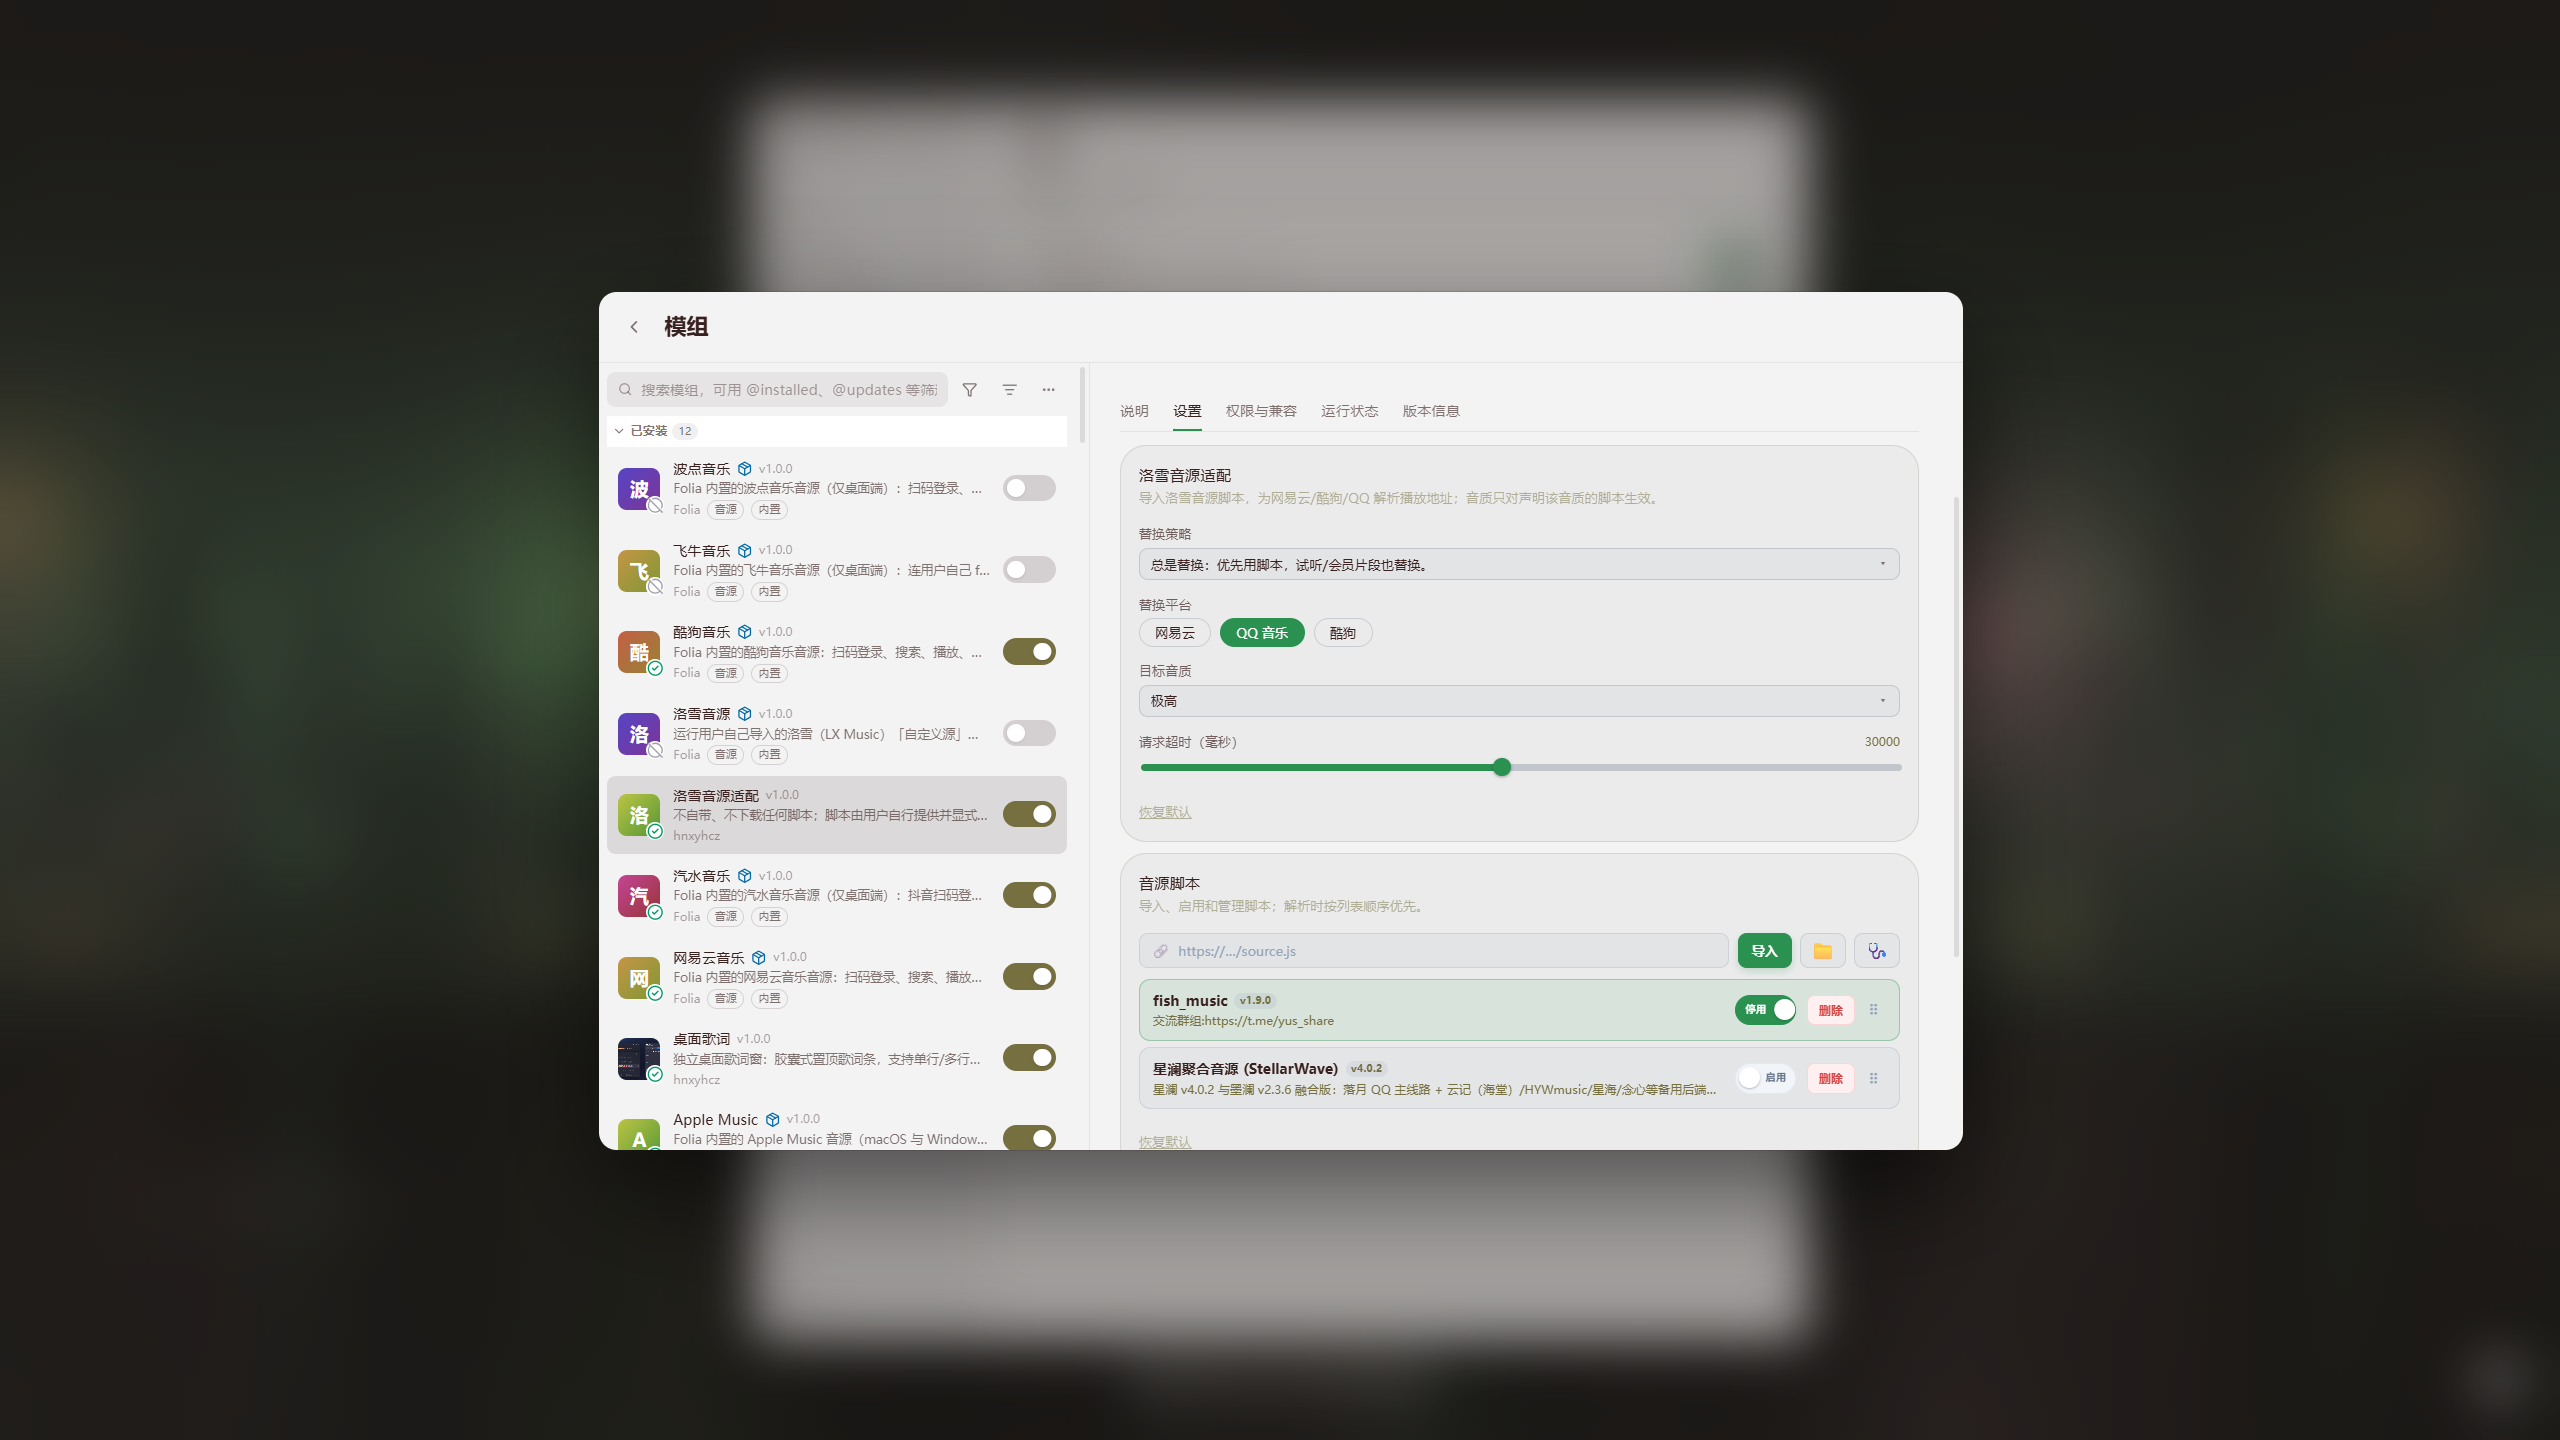 模组
搜索模组，可用 @installed、@updates 等筛
已安装 12
波点音乐 v1.0.0
Folia 内置的波点音乐音源（仅桌面端）：扫码登录、...
Folia 音源 内置
飞牛音乐 v1.0.0
Folia 内置的飞牛音乐音源（仅桌面端）：连用户自己 f...
Folia 音源 内置
酷狗音乐 v1.0.0
Folia 内置的酷狗音乐音源：扫码登录、搜索、播放、...
Folia 音源 内置
洛雪音源 v1.0.0
运行用户自己导入的洛雪（LX Music）「自定义源」...
Folia 音源 内置
洛雪音源适配 v1.0.0
不自带、不下载任何脚本；脚本由用户自行提供并显式...
hnxyhcz
汽水音乐 v1.0.0
Folia 内置的汽水音乐音源（仅桌面端）：抖音扫码登...
Folia 音源 内置
网易云音乐 v1.0.0
Folia 内置的网易云音乐音源：扫码登录、搜索、播放...
Folia 音源 内置
桌面歌词 v1.0.0
独立桌面歌词窗：胶囊式置顶歌词条，支持单行/多行...
hnxyhcz
Apple Music v1.0.0
Folia 内置的 Apple Music 音源（macOS 与 Window...
波
飞
酷
洛
洛
汽
网
A
说明 设置 权限与兼容 运行状态 版本信息
洛雪音源适配
导入洛雪音源脚本，为网易云/酷狗/QQ 解析播放地址；音质只对声明该音质的脚本生效。
替换策略
总是替换：优先用脚本，试听/会员片段也替换。
替换平台
网易云 QQ 音乐 酷狗
目标音质
极高
请求超时（毫秒） 30000
恢复默认
音源脚本
导入、启用和管理脚本；解析时按列表顺序优先。
https://.../source.js 导入
fish_music v1.9.0
交流群组:https://t.me/yus_share
停用 删除
星澜聚合音源 (StellarWave) v4.0.2
星澜 v4.0.2 与墨澜 v2.3.6 融合版：落月 QQ 主线路 + 云记（海棠）/HYWmusic/星海/念心等备用后端...
启用 删除
恢复默认